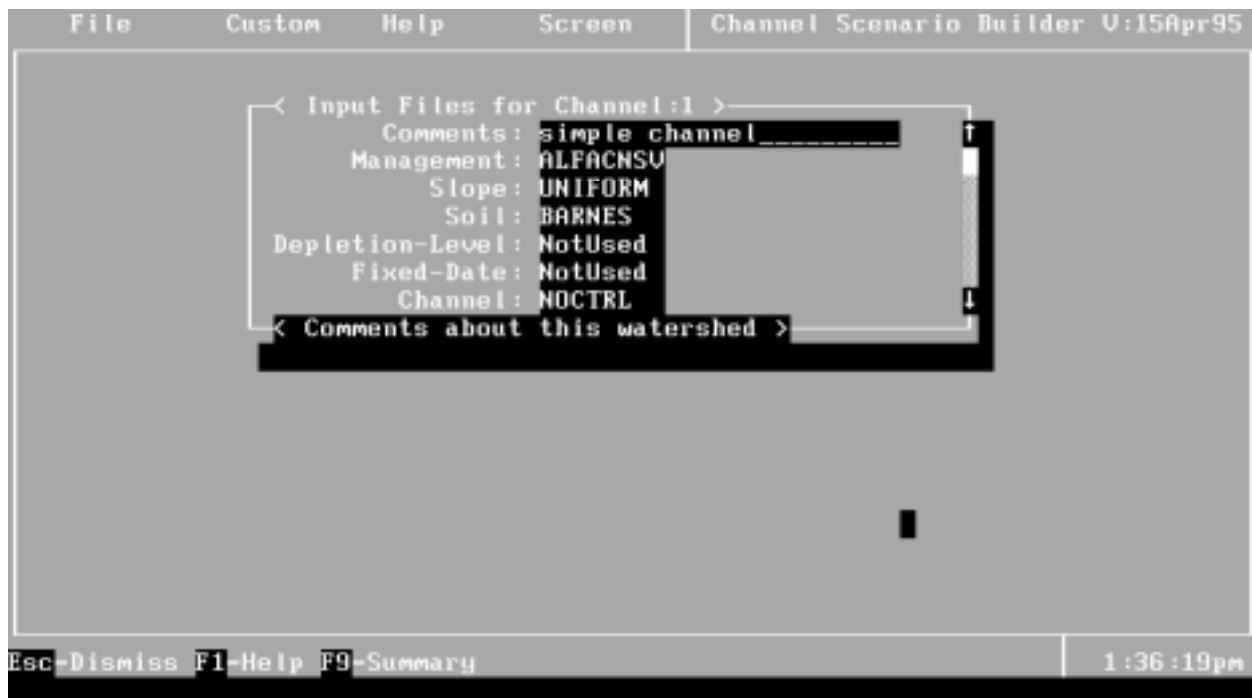 File Custom Help Screen Channel Scenario Builder V:15Apr95
< Input Files for Channel:1 >
Comments: simple channel_________
Management: ALFACNSV
Slope: UNIFORM
Soil: BARNES
Depletion-Level: NotUsed
Fixed-Date: NotUsed
Channel: NOCTRL
< Comments about this watershed >
Esc-Dismiss F1-Help F9-Summary 1:36:19pm